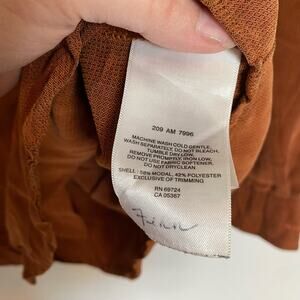 209 AM 7996
MACHINE WASH COLD GENTLE,
WASH SEPARATELY, DO NOT BLEACH,
TUMBLE DRY LOW,
REMOVE PROMPTLY, IRON LOW,
DO NOT USE FABRIC SOFTENER,
DO NOT DRYCLEAN
SHELL: 58% MODAL, 42% POLYESTER
EXCLUSIVE OF TRIMMING
RN 69724
CA 05367